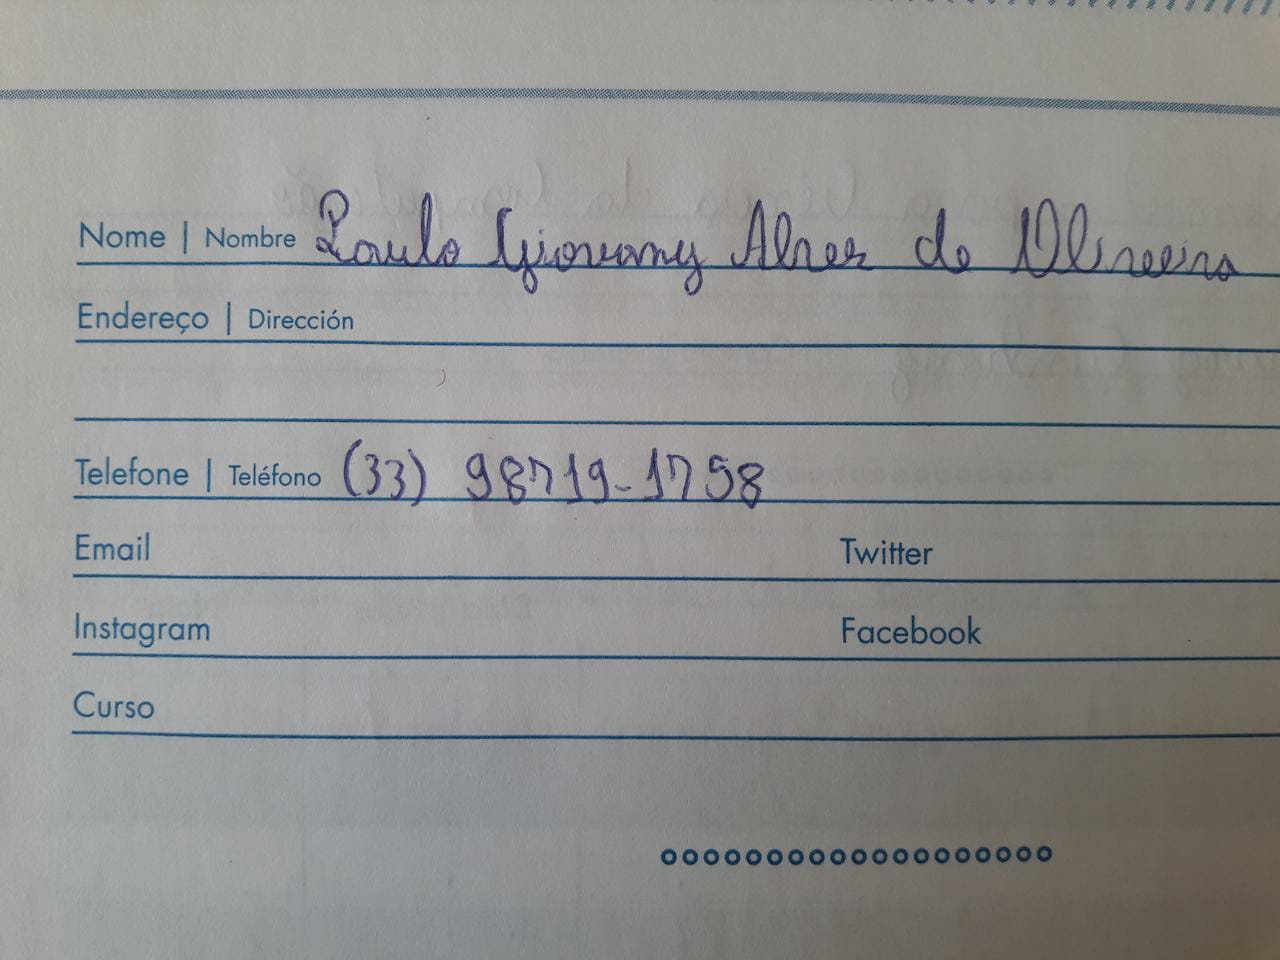 Nome | Nombre Paulo Giovany Alves de Oliveira
Endereço | Dirección
Telefone | Teléfono (33) 98719-1758
Email Twitter
Instagram Facebook
Curso